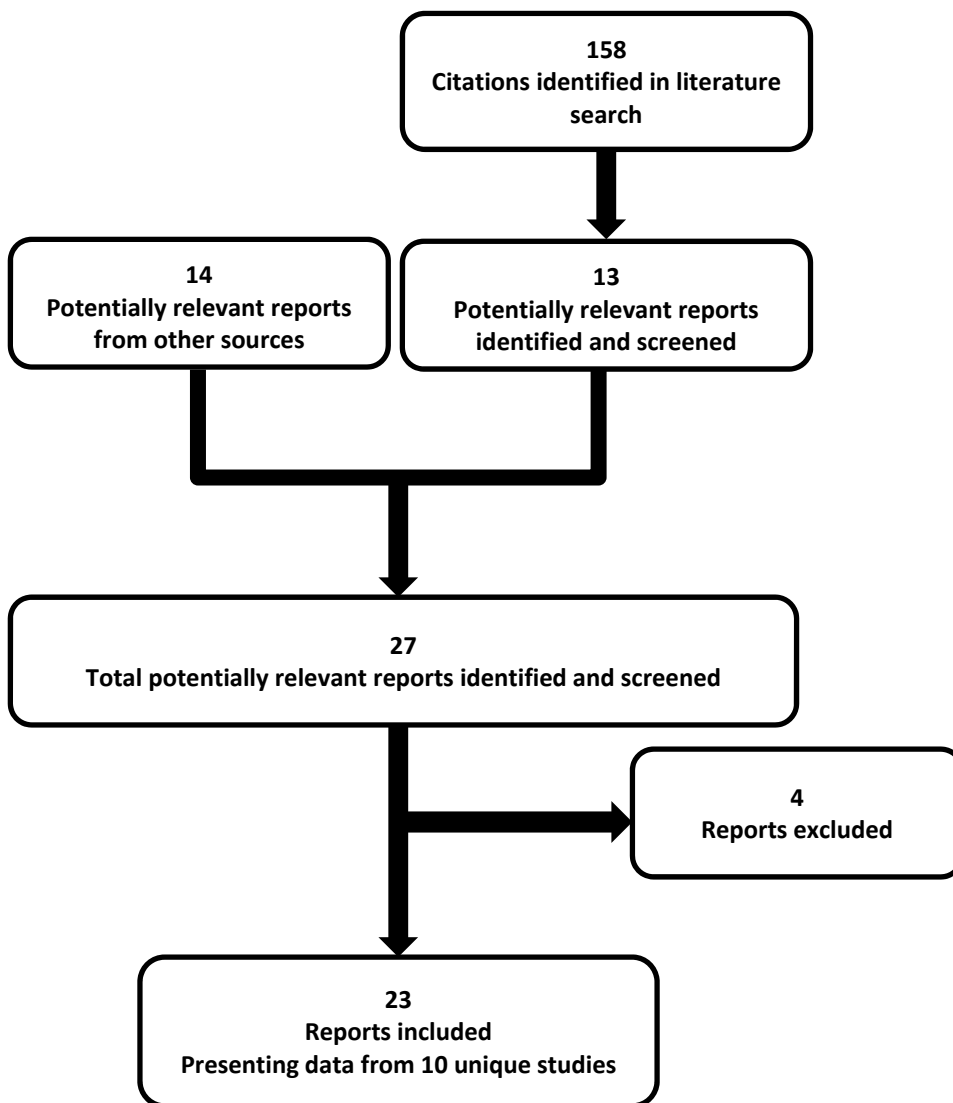 158
Citations identified in literature
search
14
Potentially relevant reports
from other sources
13
Potentially relevant reports
identified and screened
27
Total potentially relevant reports identified and screened
4
Reports excluded
23
Reports included
Presenting data from 10 unique studies